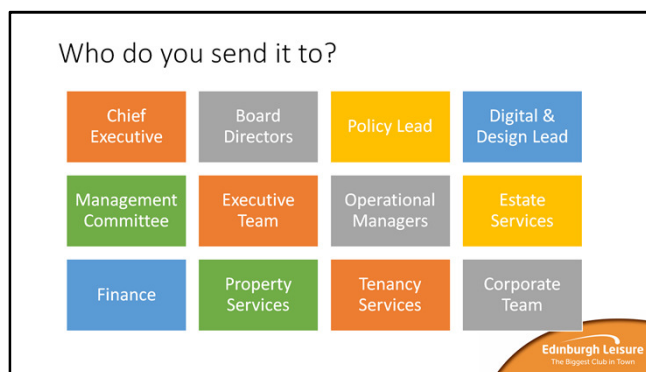 Who do you send it to?
Chief
Executive
Board
Directors
Policy Lead
Digital &
Design Lead
Management
Committee
Executive
Team
Operational
Managers
Estate
Services
Finance
Property
Services
Tenancy
Services
Corporate
Team
Edinburgh Leisure
The Biggest Club in Town